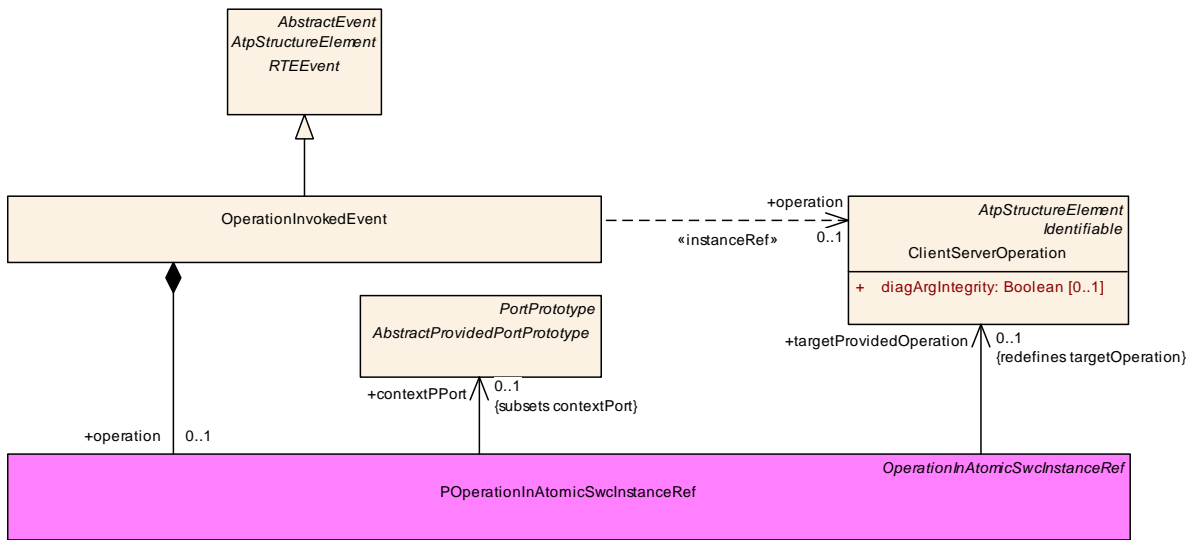 AbstractEvent
AtpStructureElement
RTEEvent
OperationInvokedEvent
+operation
«instanceRef»
0..1
AtpStructureElement
Identifiable
ClientServerOperation
+ diagArgIntegrity: Boolean [0..1]
PortPrototype
AbstractProvidedPortPrototype
+targetProvidedOperation
0..1
{redefines targetOperation}
+contextPPort
0..1
{subsets contextPort}
+operation
0..1
OperationInAtomicSwcInstanceRef
POperationInAtomicSwcInstanceRef